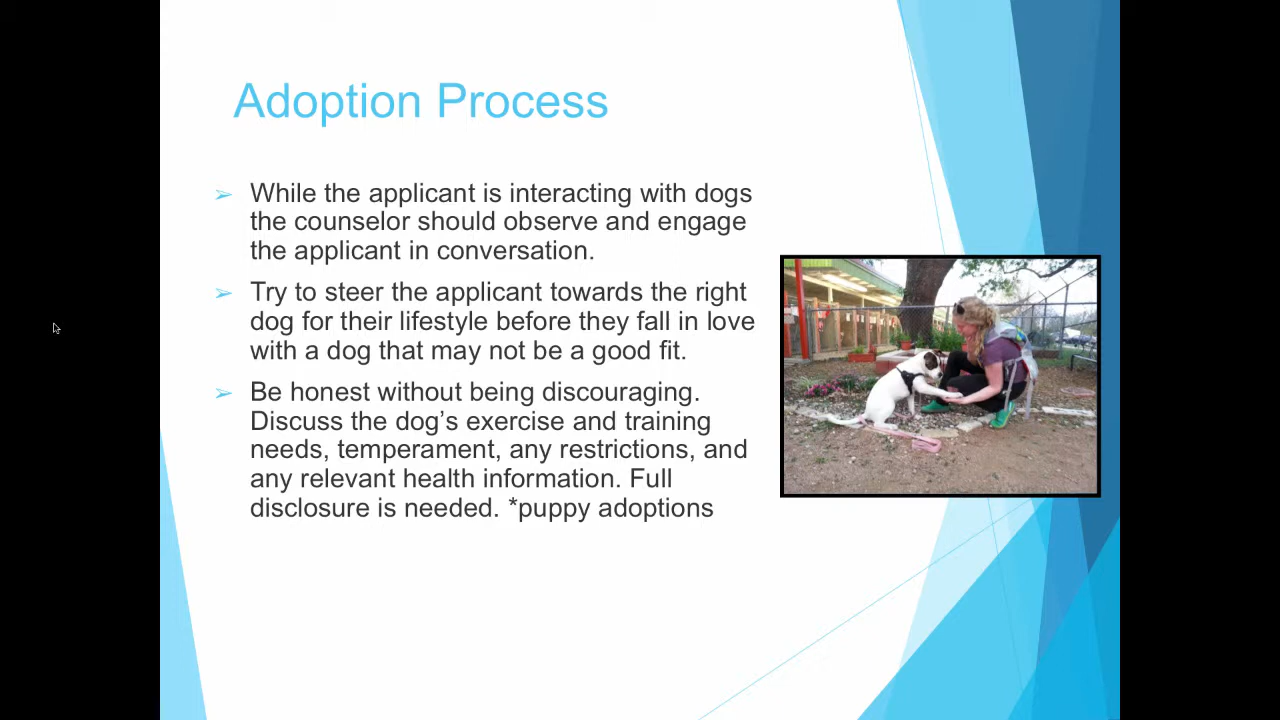 Adoption Process
➢ While the applicant is interacting with dogs
the counselor should observe and engage
the applicant in conversation.
➢ Try to steer the applicant towards the right
dog for their lifestyle before they fall in love
with a dog that may not be a good fit.
➢ Be honest without being discouraging.
Discuss the dog’s exercise and training
needs, temperament, any restrictions, and
any relevant health information. Full
disclosure is needed. *puppy adoptions